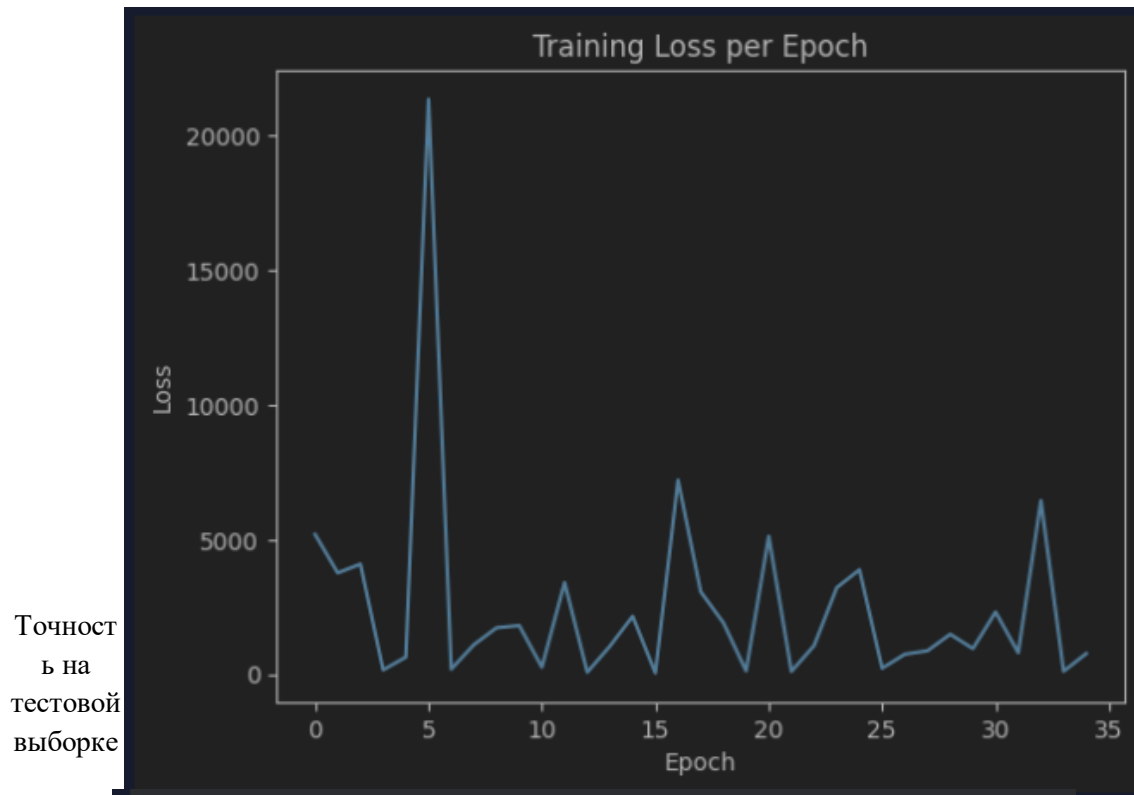 Training Loss per Epoch
20000
15000
10000
5000
0
Loss
0 5 10 15 20 25 30 35
Epoch
Точност
ь на
тестовой
выборке